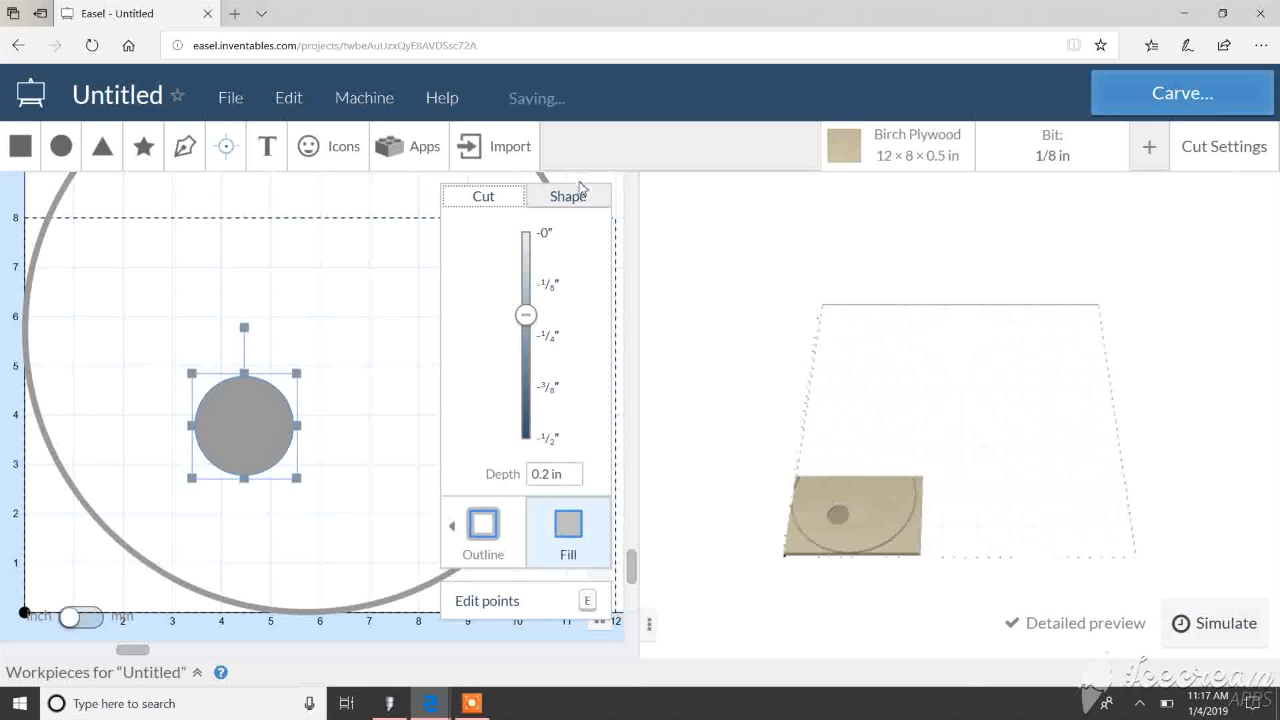 Easel - Untitled
easel.inventables.com/projects/twbeAuUzxQyE8AVDSsc72A
Untitled File Edit Machine Help Saving... Carve...
T Icons Apps Import Birch Plywood 12 × 8 × 0.5 in Bit: 1/8 in Cut Settings
Cut Shape
-0"
-1/8"
-1/4"
-3/8"
-1/2"
Depth 0.2 in
Outline Fill
Edit points E
8
7
6
5
4
3
2
1
inch mm
2 3 4 5 6 7 8 9 10 11 12
Detailed preview Simulate
Workpieces for “Untitled” ?
Icecream
APPS
Type here to search
11:17 AM
1/4/2019